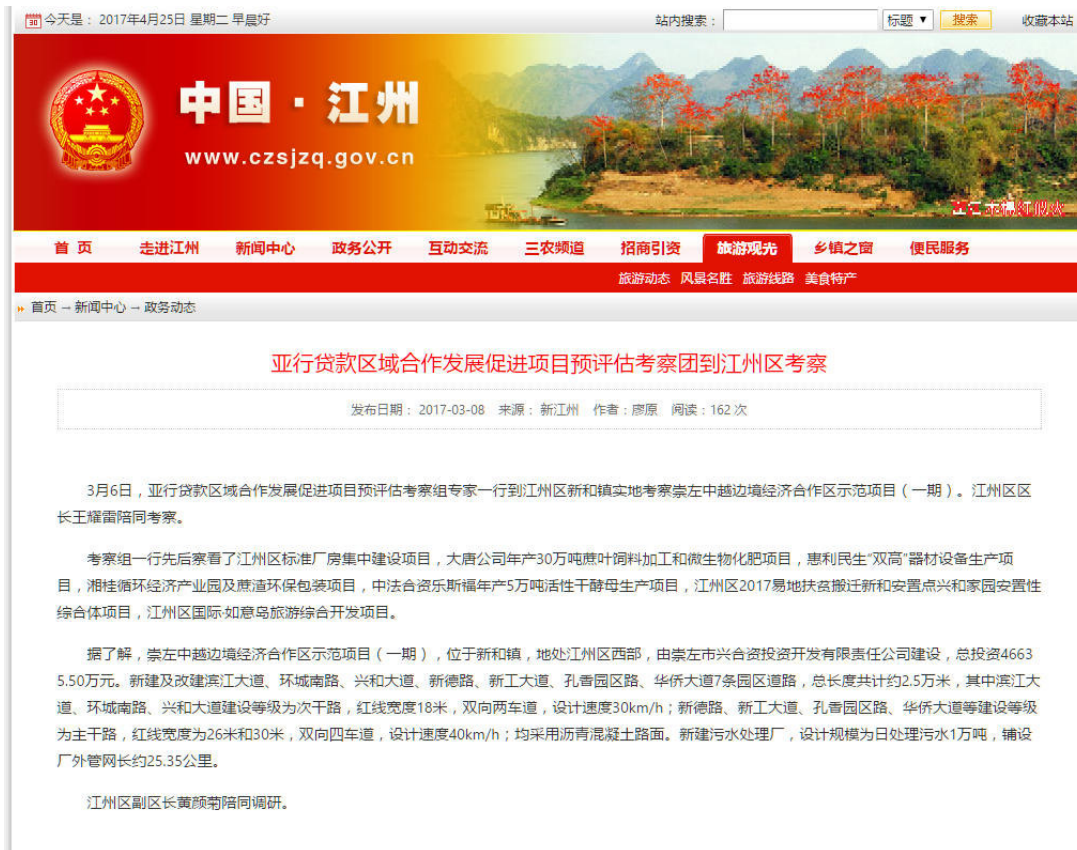 今天是： 2017年4月25日 星期二 早晨好
站内搜索：
标题 ▼
搜索
收藏本站
中国·江州
www.czsjzq.gov.cn
首 页 走进江州 新闻中心 政务公开 互动交流 三农频道 招商引资 旅游观光 乡镇之窗 便民服务
旅游动态 风景名胜 旅游线路 美食特产
首页 → 新闻中心 → 政务动态
亚行贷款区域合作发展促进项目预评估考察团到江州区考察
发布日期： 2017-03-08 来源： 新江州 作者：廖原 阅读：162 次
3月6日，亚行贷款区域合作发展促进项目预评估考察组专家一行到江州区新和镇实地考察崇左中越边境经济合作区示范项目（一期）。江州区区
长王耀雷陪同考察。
考察组一行先后察看了江州区标准厂房集中建设项目，大唐公司年产30万吨蔗叶饲料加工和微生物化肥项目，惠利民生“双高”器材设备生产项
目，湘桂循环经济产业园及蔗渣环保包装项目，中法合资乐斯福年产5万吨活性干酵母生产项目，江州区2017易地扶贫搬迁新和安置点兴和家园安置性
综合体项目，江州区国际·如意岛旅游综合开发项目。
据了解，崇左中越边境经济合作区示范项目（一期），位于新和镇，地处江州区西部，由崇左市兴合资投资开发有限责任公司建设，总投资4663
5.50万元。新建及改建滨江大道、环城南路、兴和大道、新德路、新工大道、孔香园区路、华侨大道7条园区道路，总长度共计约2.5万米，其中滨江大
道、环城南路、兴和大道建设等级为次干路，红线宽度18米，双向两车道，设计速度30km/h；新德路、新工大道、孔香园区路、华侨大道等建设等级
为主干路，红线宽度为26米和30米，双向四车道，设计速度40km/h；均采用沥青混凝土路面。新建污水处理厂，设计规模为日处理污水1万吨，铺设
厂外管网长约25.35公里。
江州区副区长黄颜菊陪同调研。